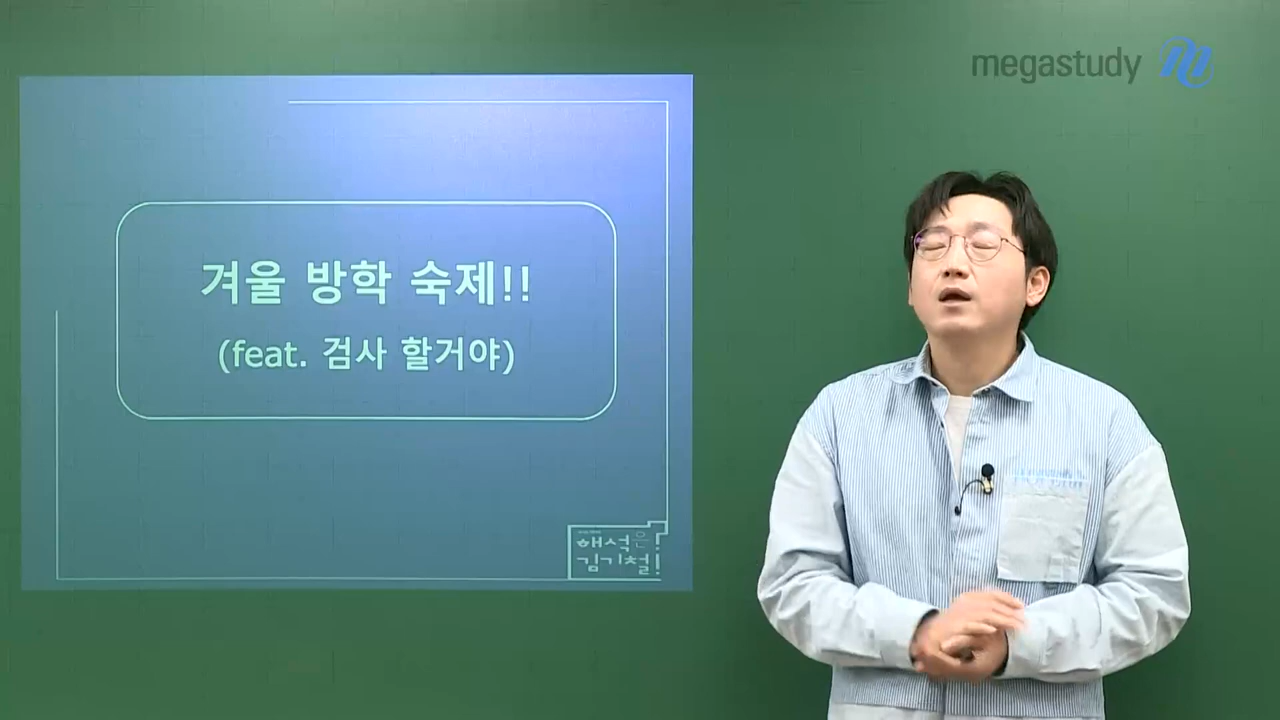 megastudy
겨울 방학 숙제!!
(feat. 검사 할거야)
해석은!
김기철!